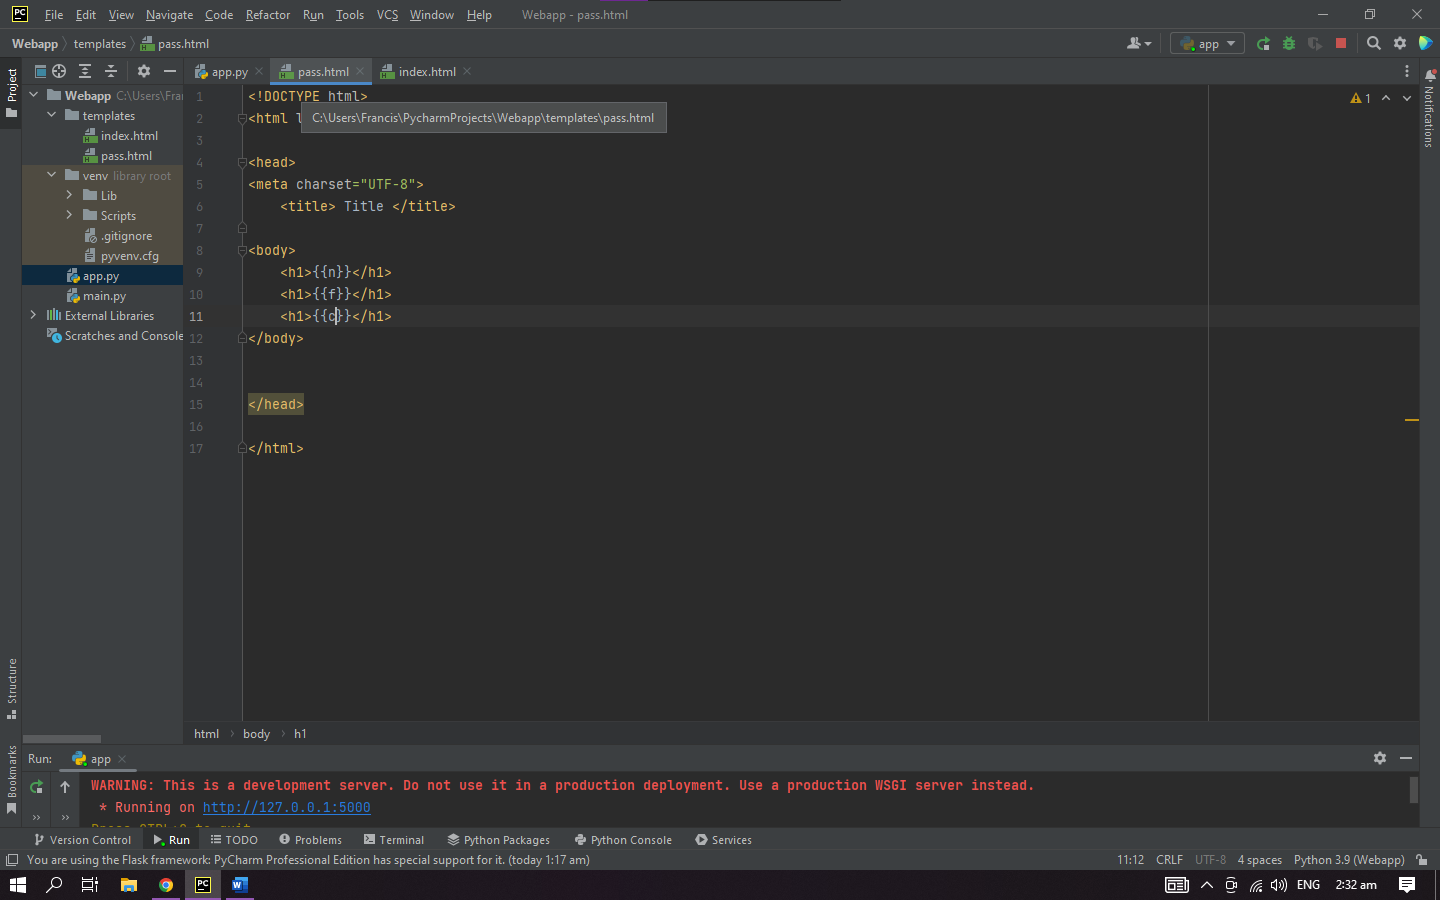 PC File Edit View Navigate Code Refactor Run Tools VCS Window Help Webapp - pass.html
Webapp templates pass.html app
Project
app.py pass.html index.html
Webapp C:\Users\Fra
templates
index.html
pass.html
venv library root
Lib
Scripts
.gitignore
pyvenv.cfg
app.py
main.py
External Libraries
Scratches and Console
1 <!DOCTYPE html>
2 <html l
C:\Users\Francis\PycharmProjects\Webapp\templates\pass.html
3
4 <head>
5 <meta charset="UTF-8">
6 <title> Title </title>
7
8 <body>
9 <h1>{{n}}</h1>
10 <h1>{{f}}</h1>
11 <h1>{{c}}</h1>
12 </body>
13
14
15 </head>
16
17 </html>
1
Notifications
Structure
Bookmarks
html body h1
Run: app
WARNING: This is a development server. Do not use it in a production deployment. Use a production WSGI server instead.
* Running on http://127.0.0.1:5000
Press CTRL+C to quit
Version Control Run TODO Problems Terminal Python Packages Python Console Services
You are using the Flask framework: PyCharm Professional Edition has special support for it. (today 1:17 am) 11:12 CRLF UTF-8 4 spaces Python 3.9 (Webapp)
PC W ENG 2:32 am